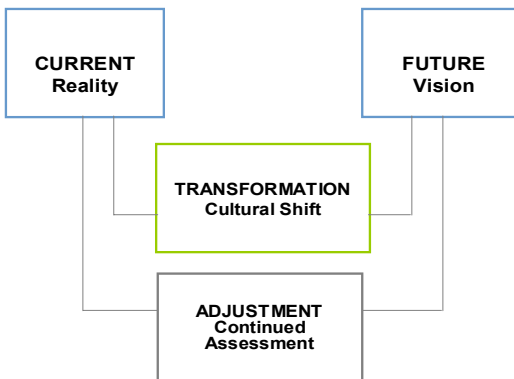 CURRENT
Reality
FUTURE
Vision
TRANSFORMATION
Cultural Shift
ADJUSTMENT
Continued
Assessment